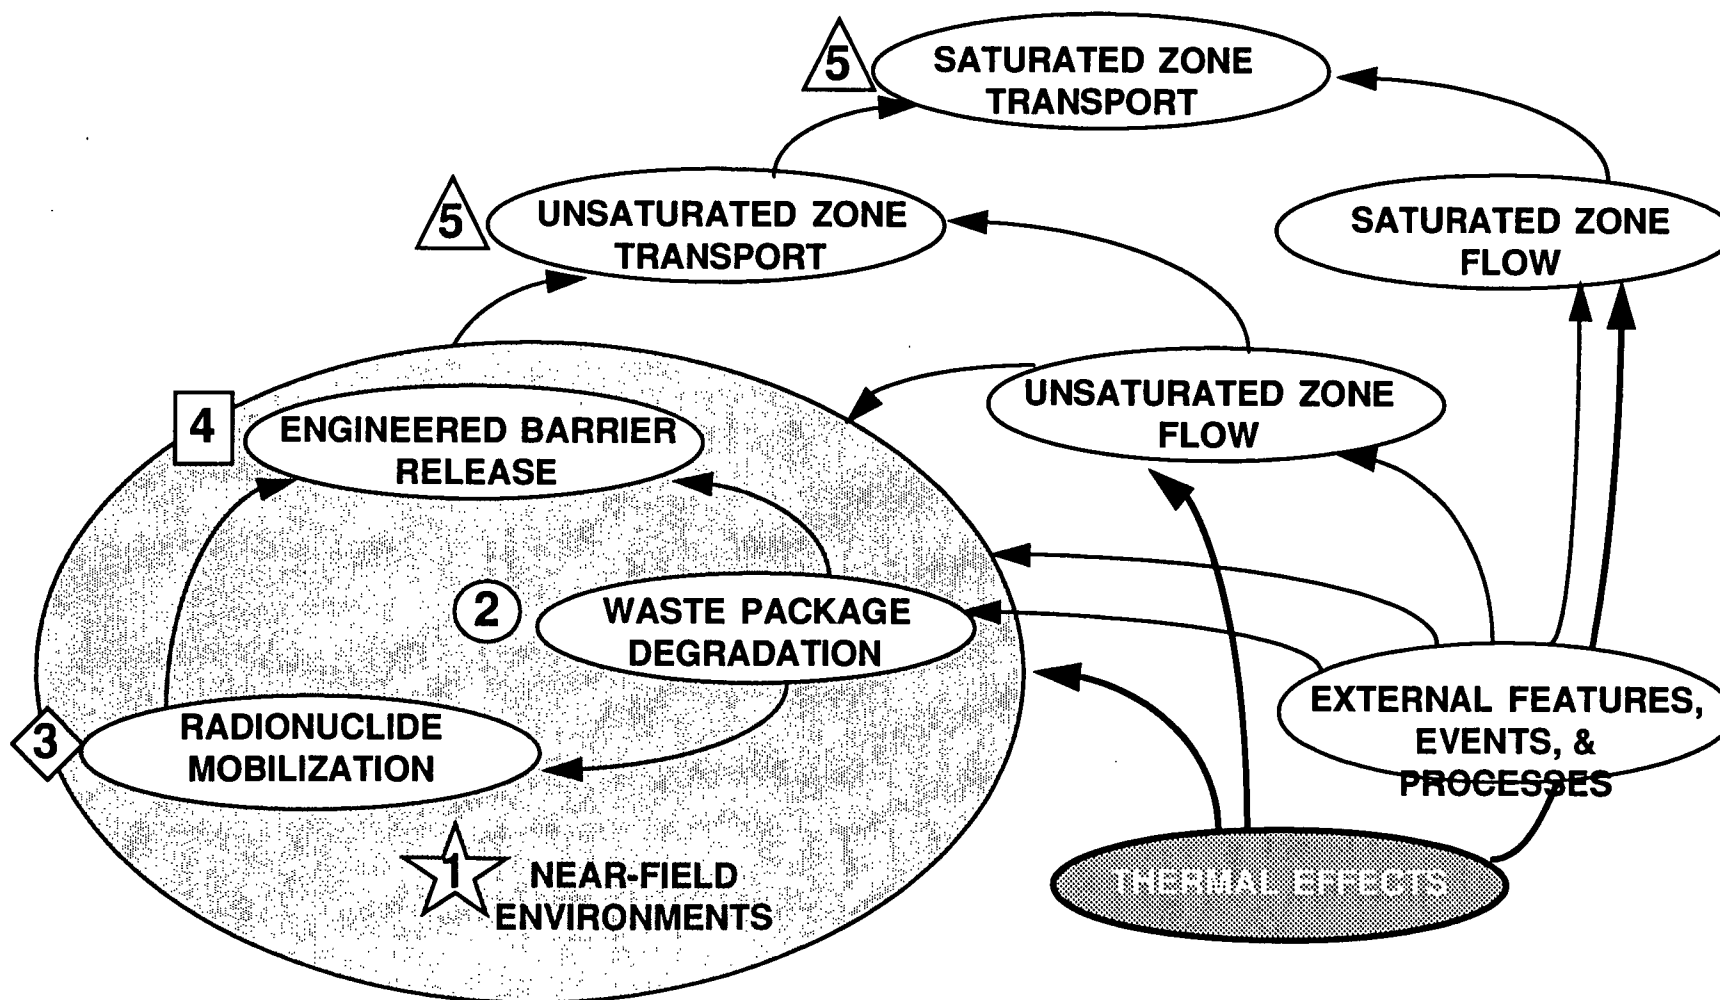 5
SATURATED ZONE
TRANSPORT
5
UNSATURATED ZONE
TRANSPORT
SATURATED ZONE
FLOW
UNSATURATED ZONE
FLOW
4
ENGINEERED BARRIER
RELEASE
2
WASTE PACKAGE
DEGRADATION
3
RADIONUCLIDE
MOBILIZATION
EXTERNAL FEATURES,
EVENTS, &
PROCESSES
1
NEAR-FIELD
ENVIRONMENTS
THERMAL EFFECTS